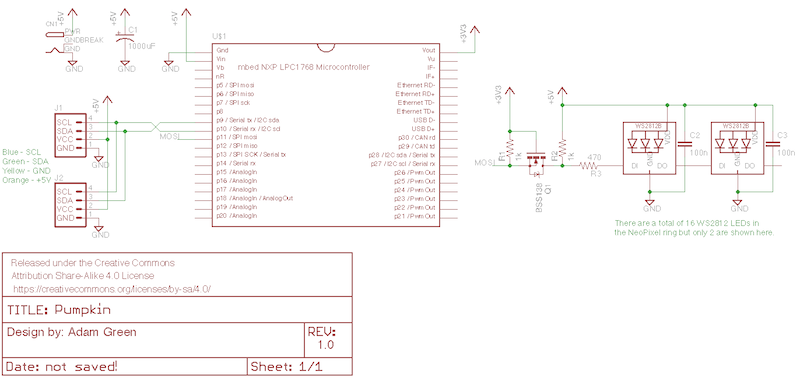 CN1
+5V
PWR
GNDBREAK
GND
GND
+5V
C1
1000uF
GND
+5V
GND
U$1
mbed NXP LPC1768 Microcontroller
Gnd
Vin
Vb
nR
p5 / SPI mosi
p6 / SPI miso
p7 / SPI sck
p8
p9 / Serial tx / I2C sda
p10 / Serial rx / I2C scl
p11 / SPI mosi
p12 / SPI miso
p13 / SPI SCK / Serial tx
p14 / Serial rx
p15 / AnalogIn
p16 / AnalogIn
p17 / AnalogIn
p18 / AnalogIn / AnalogOut
p19 / AnalogIn
p20 / AnalogIn
Vout
Vu
IF-
IF+
Ethernet RD-
Ethernet RD+
Ethernet TD-
Ethernet TD+
USB D-
USB D+
p30 / CAN rd
p29 / CAN td
p28 / I2C sda / Serial tx
p27 / I2C scl / Serial rx
p26 / Pwm Out
p25 / Pwm Out
p24 / Pwm Out
p23 / Pwm Out
p22 / Pwm Out
p21 / Pwm Out
+3V3
J1
SCL 4
SDA 3
VCC 2
GND 1
+5V
GND
MOSI
Blue - SCL
Green - SDA
Yellow - GND
Orange - +5V
J2
SCL 4
SDA 3
VCC 2
GND 1
GND
+3V3
R1
1k
MOSI
BSS138
Q1
+5V
R2
1k
470
R3
WS2812B
VDD
GND
DI
DO
GND
C2
100n
WS2812B
VDD
GND
DI
DO
GND
C3
100n
There are a total of 16 WS2812 LEDs in
the NeoPixel ring but only 2 are shown here.
Released under the Creative Commons
Attribution Share-Alike 4.0 License
https://creativecommons.org/licenses/by-sa/4.0/
TITLE: Pumpkin
Design by: Adam Green
REV:
1.0
Date: not saved!
Sheet: 1/1